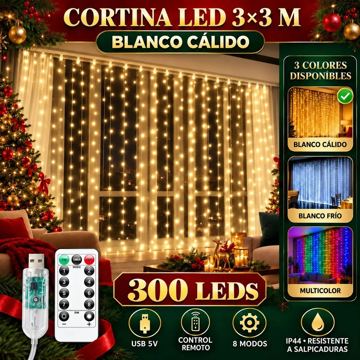 CORTINA LED 3×3 M
BLANCO CÁLIDO
3 COLORES
DISPONIBLES
BLANCO CÁLIDO
BLANCO FRÍO
MULTICOLOR
300 LEDS
USB 5V
CONTROL
REMOTO
8 MODOS
IP44 • RESISTENTE
A SALPICADURAS